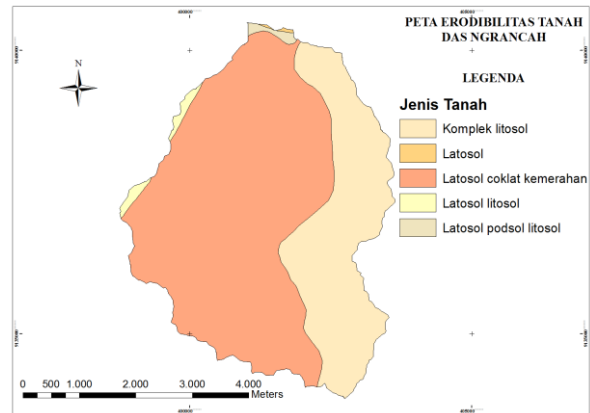 PETA ERODIBILITAS TANAH
DAS NGRANCAH
N
LEGENDA
Jenis Tanah
Komplek litosol
Latosol
Latosol coklat kemerahan
Latosol litosol
Latosol podsol litosol
0 500 1.000 2.000 3.000 4.000
Meters